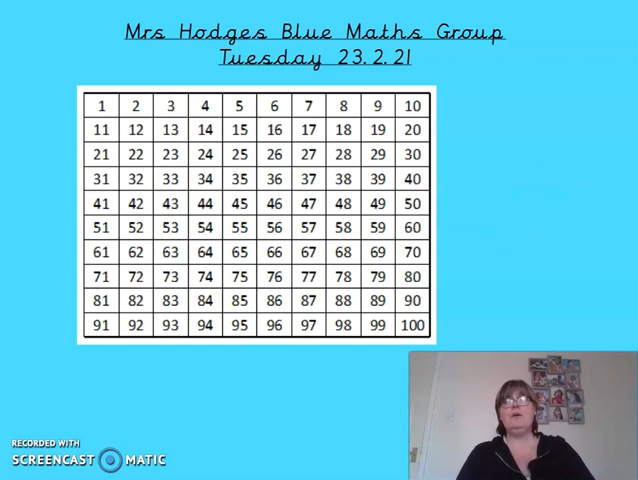 Mrs Hodges Blue Maths Group
Tuesday 23.2.21
1 2 3 4 5 6 7 8 9 10
11 12 13 14 15 16 17 18 19 20
21 22 23 24 25 26 27 28 29 30
31 32 33 34 35 36 37 38 39 40
41 42 43 44 45 46 47 48 49 50
51 52 53 54 55 56 57 58 59 60
61 62 63 64 65 66 67 68 69 70
71 72 73 74 75 76 77 78 79 80
81 82 83 84 85 86 87 88 89 90
91 92 93 94 95 96 97 98 99 100
RECORDED WITH
SCREENCAST MATIC